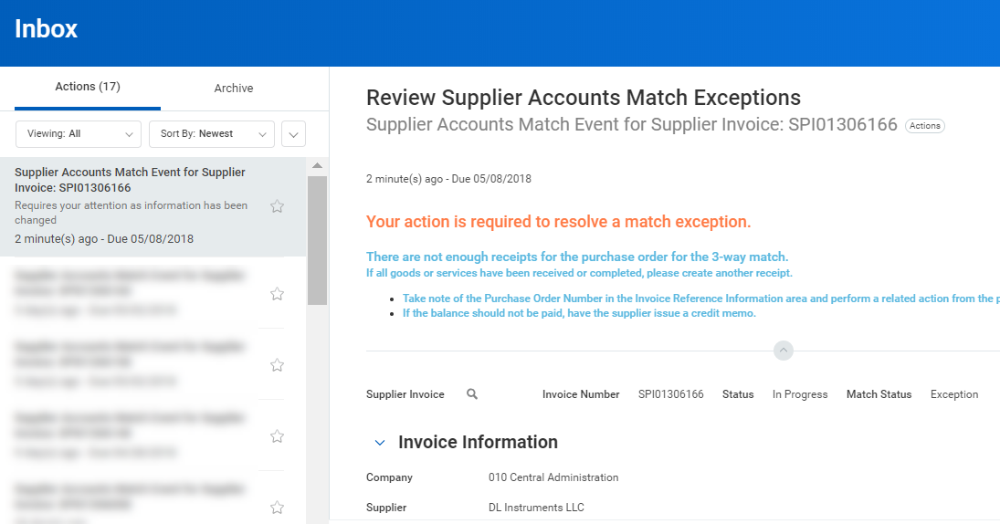 Inbox
Actions (17)
Archive
Viewing: All
Sort By: Newest
Supplier Accounts Match Event for Supplier
Invoice: SPI01306166
Requires your attention as information has been
changed
2 minute(s) ago - Due 05/08/2018
Review Supplier Accounts Match Exceptions
Supplier Accounts Match Event for Supplier Invoice: SPI01306166 Actions
2 minute(s) ago - Due 05/08/2018
Your action is required to resolve a match exception.
There are not enough receipts for the purchase order for the 3-way match.
If all goods or services have been received or completed, please create another receipt.
• Take note of the Purchase Order Number in the Invoice Reference Information area and perform a related action from the
• If the balance should not be paid, have the supplier issue a credit memo.
Supplier Invoice Invoice Number SPI01306166 Status In Progress Match Status Exception
Invoice Information
Company 010 Central Administration
Supplier DL Instruments LLC